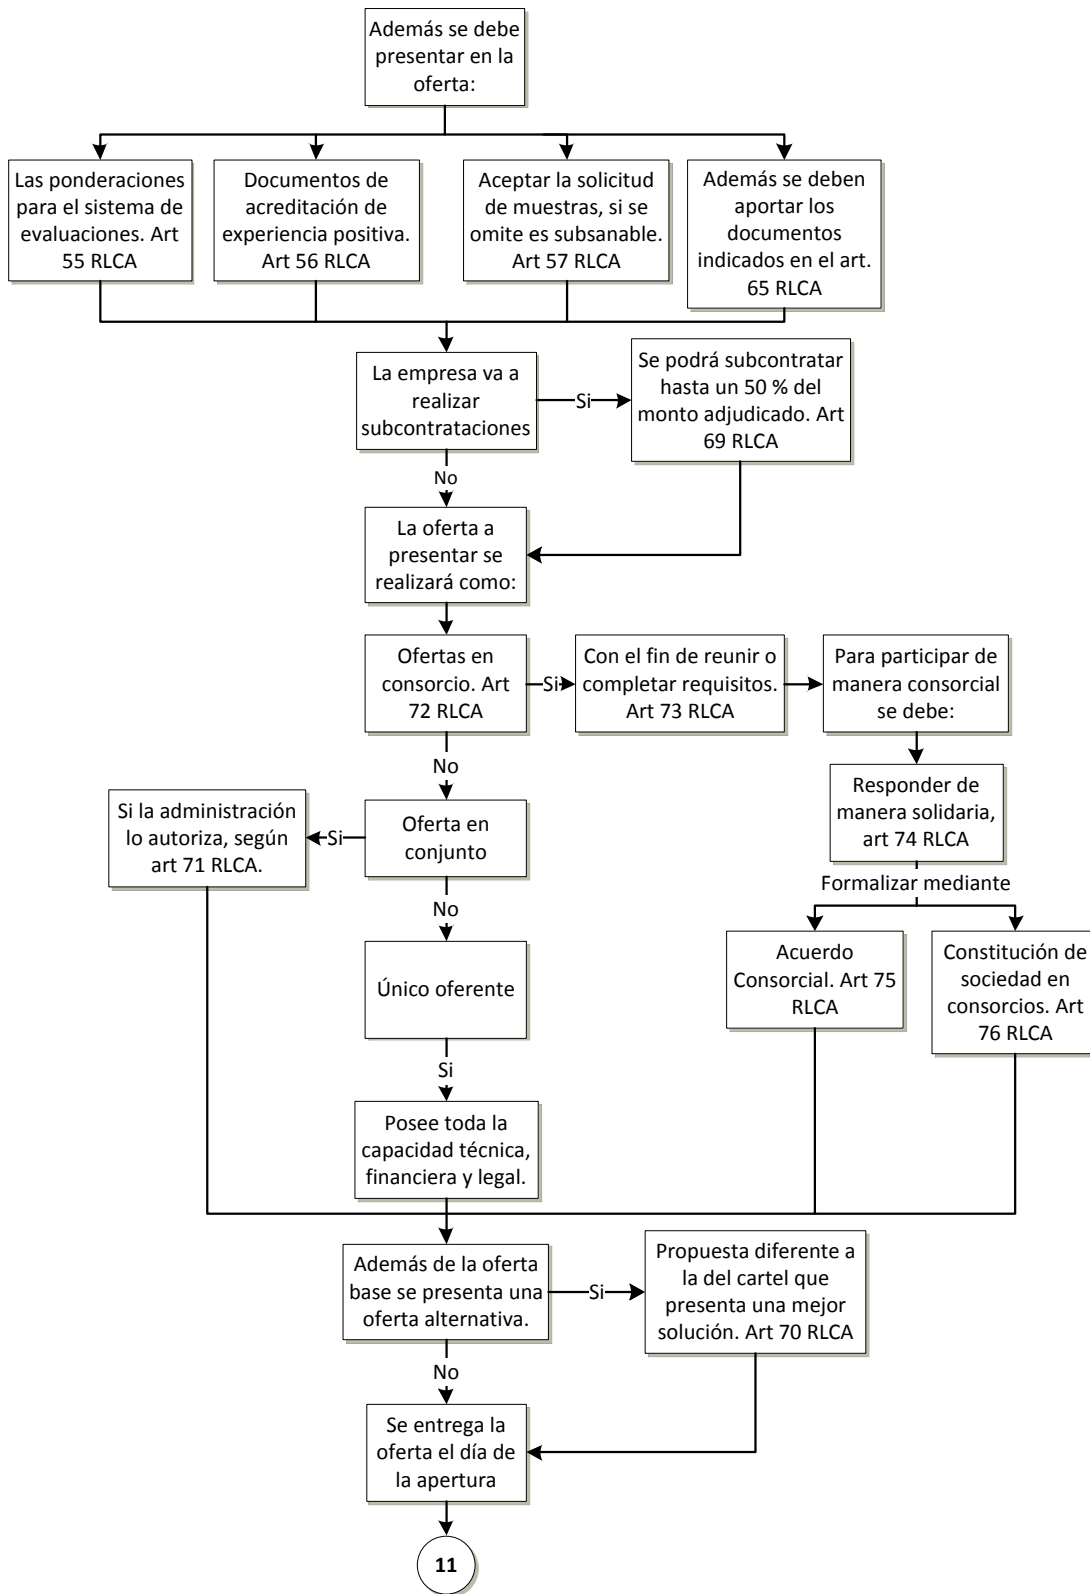 Además se debe
presentar en la
oferta:
Las ponderaciones
para el sistema de
evaluaciones. Art
55 RLCA
Documentos de
acreditación de
experiencia positiva.
Art 56 RLCA
Aceptar la solicitud
de muestras, si se
omite es subsanable.
Art 57 RLCA
Además se deben
aportar los
documentos
indicados en el art.
65 RLCA
La empresa va a
realizar
subcontrataciones
Si
Se podrá subcontratar
hasta un 50 % del
monto adjudicado. Art
69 RLCA
No
La oferta a
presentar se
realizará como:
Ofertas en
consorcio. Art
72 RLCA
Si
Con el fin de reunir o
completar requisitos.
Art 73 RLCA
Para participar de
manera consorcial
se debe:
No
Responder de
manera solidaria,
art 74 RLCA
Si la administración
lo autoriza, según
art 71 RLCA.
Si
Oferta en
conjunto
Formalizar mediante
No
Acuerdo
Consorcial. Art 75
RLCA
Constitución de
sociedad en
consorcios. Art
76 RLCA
Único oferente
Si
Posee toda la
capacidad técnica,
financiera y legal.
Además de la oferta
base se presenta una
oferta alternativa.
Si
Propuesta diferente a
la del cartel que
presenta una mejor
solución. Art 70 RLCA
No
Se entrega la
oferta el día de
la apertura
11